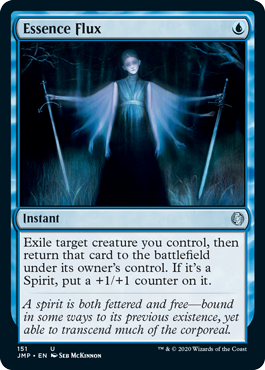 Essence Flux
Instant
Exile target creature you control, then
return that card to the battlefield
under its owner's control. If it's a
Spirit, put a +1/+1 counter on it.
A spirit is both fettered and free—bound
in some ways to its previous existence, yet
able to transcend much of the corporeal.
151 U
JMP • EN Seb McKinnon
™ & © 2020 Wizards of the Coast